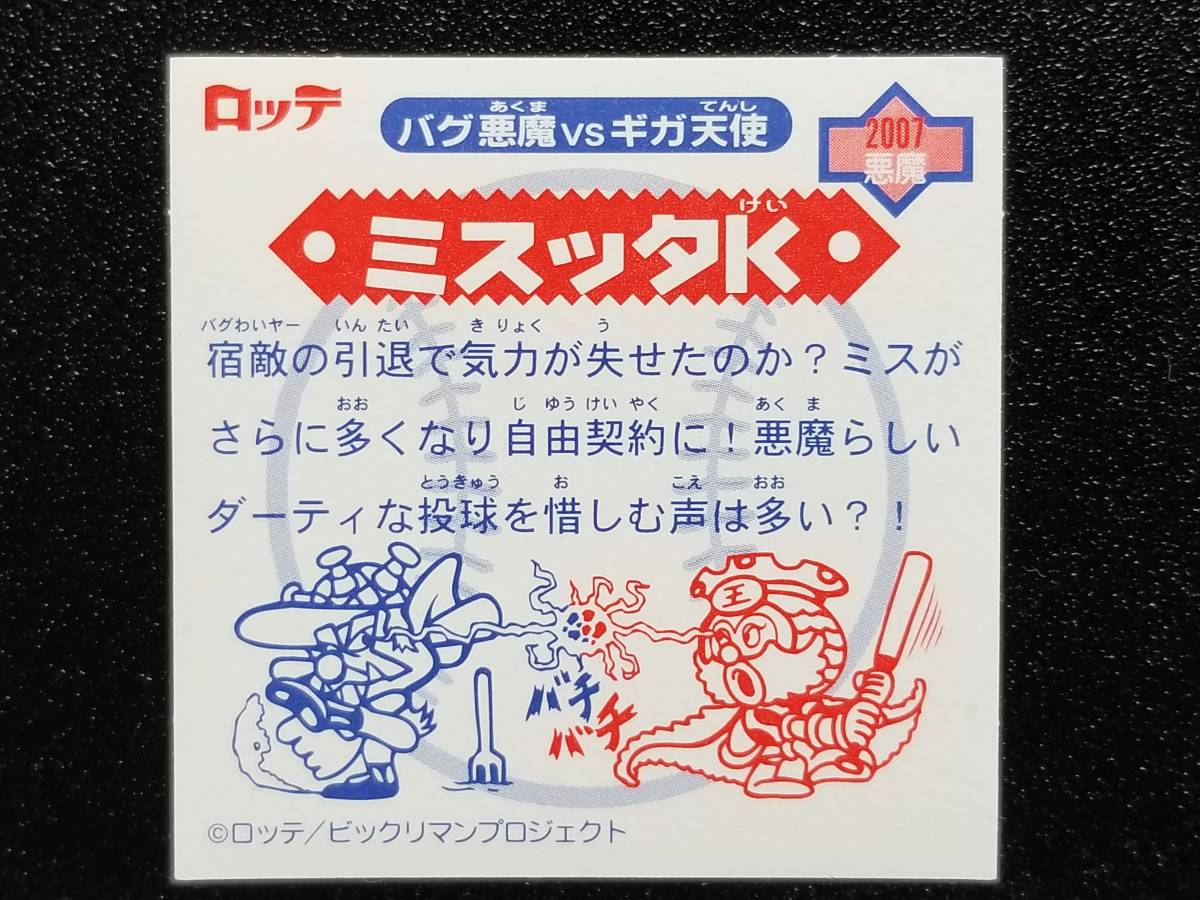 ロッテ
あくま てんし
バグ悪魔vsギガ天使
2007
悪魔
けい
ミスッタK
バグわいヤー いんたい きりょく う
宿敵の引退で気力が失せたのか?ミスが
おお じゆうけいやく あくま
さらに多くなり自由契約に!悪魔らしい
とうきゅう お こえ おお
ダーティな投球を惜しむ声は多い?!
王
バチ
バチ
©ロッテ/ビックリマンプロジェクト